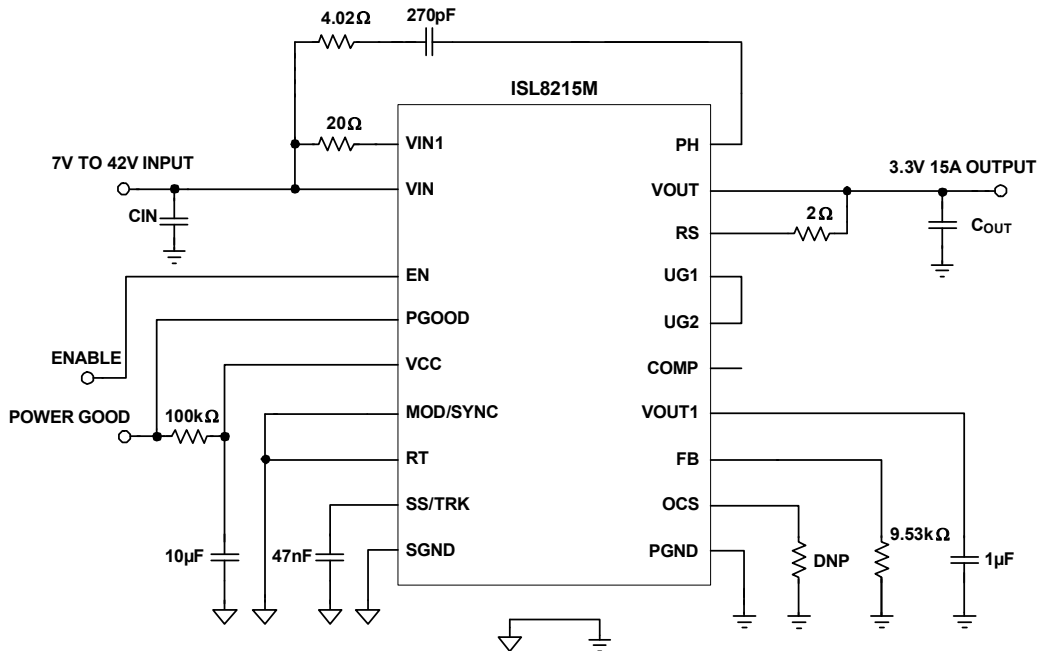 4.02Ω
270pF
ISL8215M
20Ω
VIN1
PH
7V TO 42V INPUT
VIN
VOUT
3.3V 15A OUTPUT
CIN
2Ω
RS
COUT
EN
UG1
PGOOD
UG2
ENABLE
VCC
COMP
POWER GOOD
100kΩ
MOD/SYNC
VOUT1
RT
FB
SS/TRK
OCS
9.53kΩ
10µF
47nF
SGND
PGND
DNP
1µF